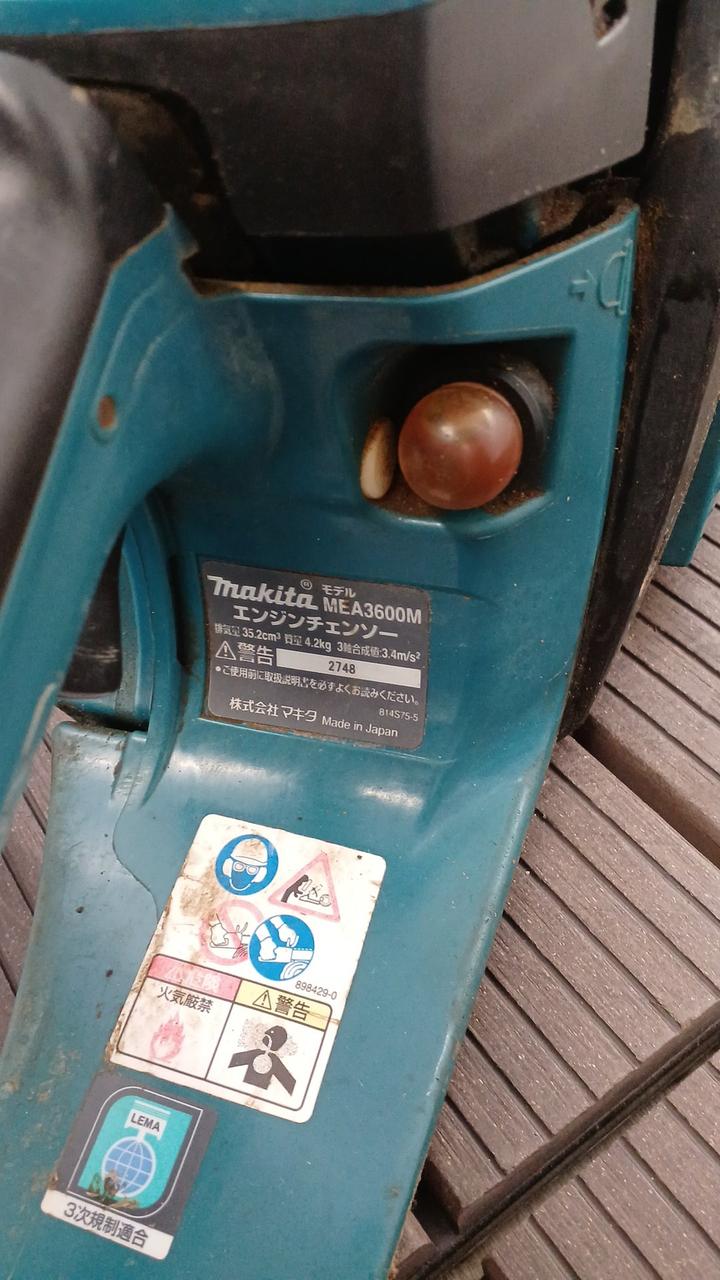 makita® モデル MEA3600M
エンジンチェンソー
排気量 35.2cm³ 質量 4.2kg 3軸合成値:3.4m/s²
警告 2748
●ご使用前に取扱説明書を必ずよくお読みください。
814S75-5
株式会社 マキタ Made in Japan
898429-0
危険 警告
火気厳禁
LEMA
3次規制適合